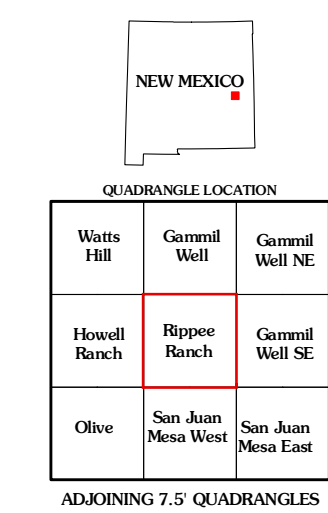 NEW MEXICO
QUADRANGLE LOCATION
Watts
Hill
Gammil
Well
Gammil
Well NE
Howell
Ranch
Rippee
Ranch
Gammil
Well SE
Olive
San Juan
Mesa West
San Juan
Mesa East
ADJOINING 7.5' QUADRANGLES